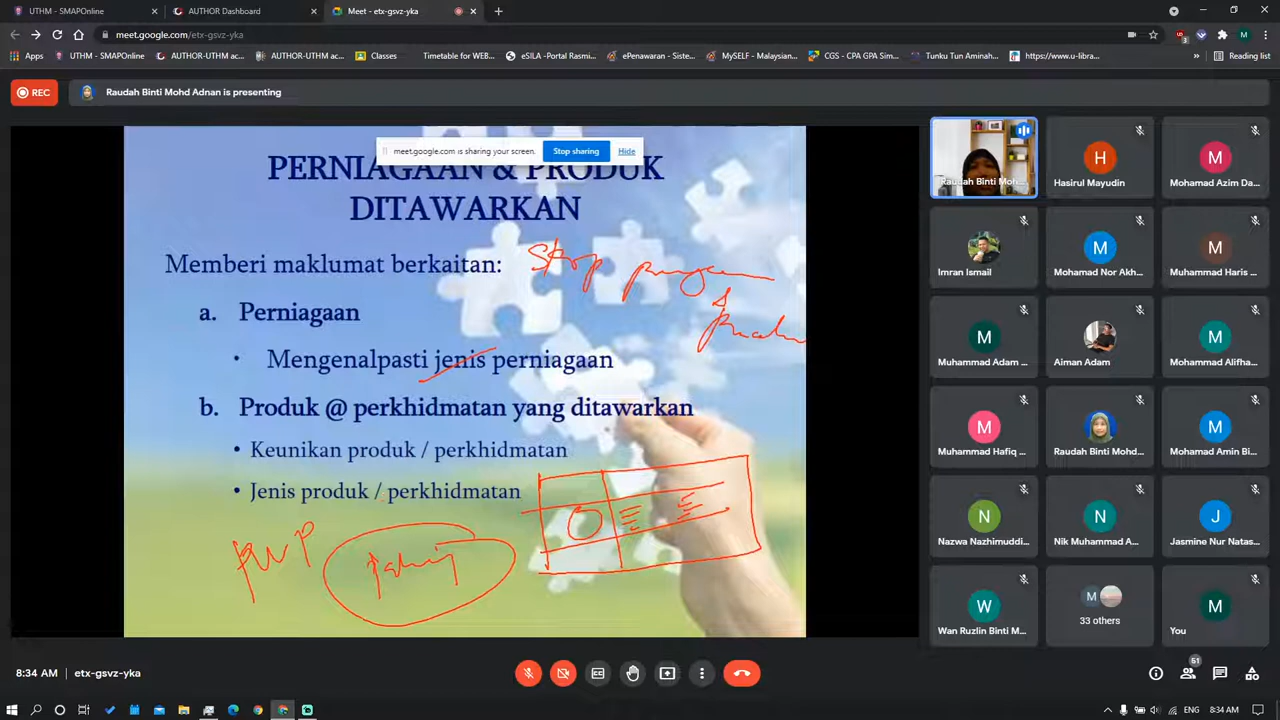 UTHM - SMAPOnline
AUTHOR Dashboard
Meet - etx-gsvz-yka
meet.google.com/etx-gsvz-yka
Apps
UTHM - SMAPOnline
AUTHOR-UTHM ac...
AUTHOR-UTHM ac...
Classes
Timetable for WEB...
eSILA -Portal Rasmi...
ePenawaran - Siste...
MySELF - Malaysian...
CGS - CPA GPA Sim...
Tunku Tun Aminah...
https://www.u-libra...
»
Reading list
REC
Raudah Binti Mohd Adnan is presenting
meet.google.com is sharing your screen.
Stop sharing
Hide
PERNIAGAAN & PRODUK
DITAWARKAN
Memberi maklumat berkaitan:
a. Perniagaan
• Mengenalpasti jenis perniagaan
b. Produk @ perkhidmatan yang ditawarkan
• Keunikan produk / perkhidmatan
• Jenis produk / perkhidmatan
Raudah Binti Moh...
H
Hasirul Mayudin
M
Mohamad Azim Da...
Imran Ismail
M
Mohamad Nor Akh...
M
Muhammad Haris ...
M
Muhammad Adam ...
Aiman Adam
M
Mohammad Alifha...
M
Muhammad Hafiq ...
Raudah Binti Mohd...
M
Mohamad Amin Bi...
N
Nazwa Nazhimuddi...
N
Nik Muhammad A...
J
Jasmine Nur Natas...
W
Wan Ruzlin Binti M...
M
33 others
M
You
8:34 AM
etx-gsvz-yka
51
ENG
8:34 AM